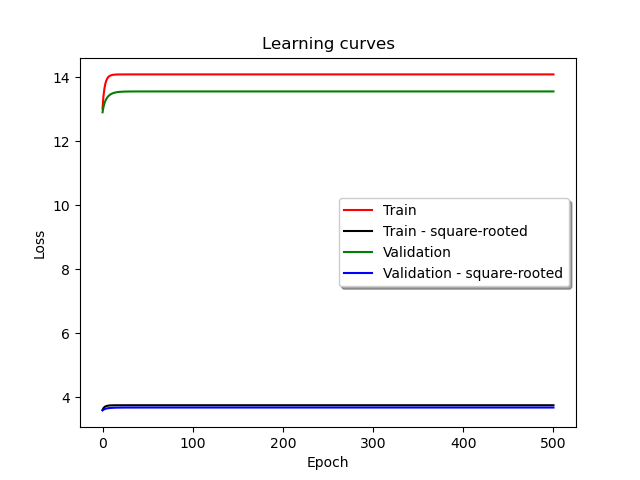 Learning curves
14
12
10
8
6
4
Loss
Train
Train - square-rooted
Validation
Validation - square-rooted
0 100 200 300 400 500
Epoch